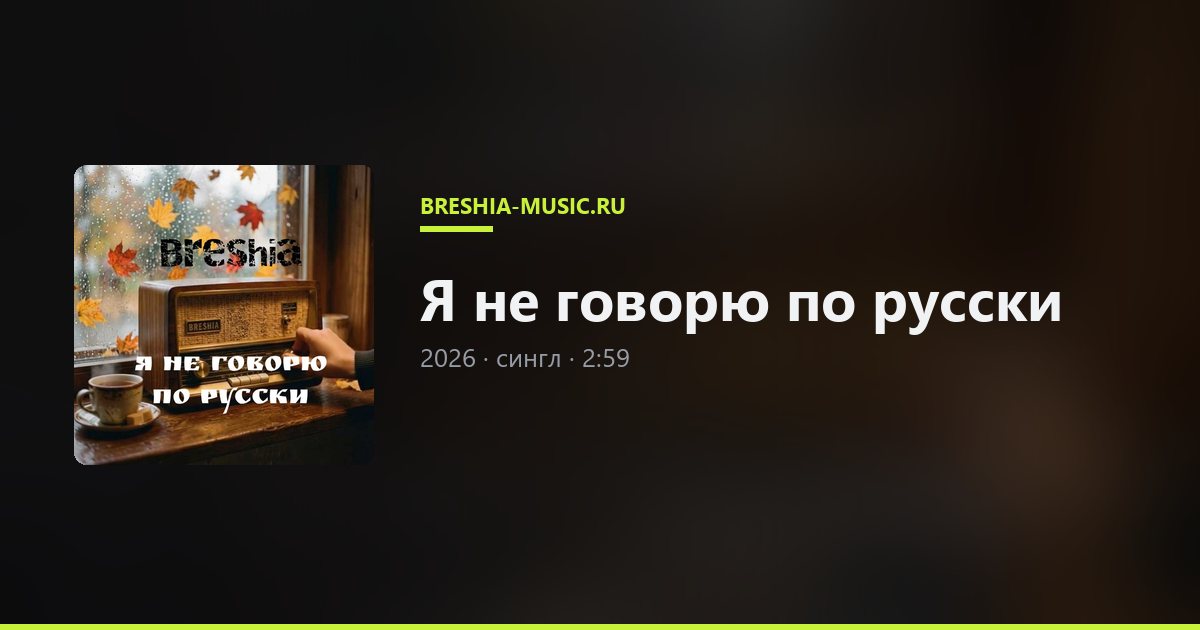 BRESHIA-MUSIC.RU
Я не говорю по русски
2026 · сингл · 2:59
Breshia
BRESHIA
Я НЕ ГОВОРЮ
ПО РУССКИ